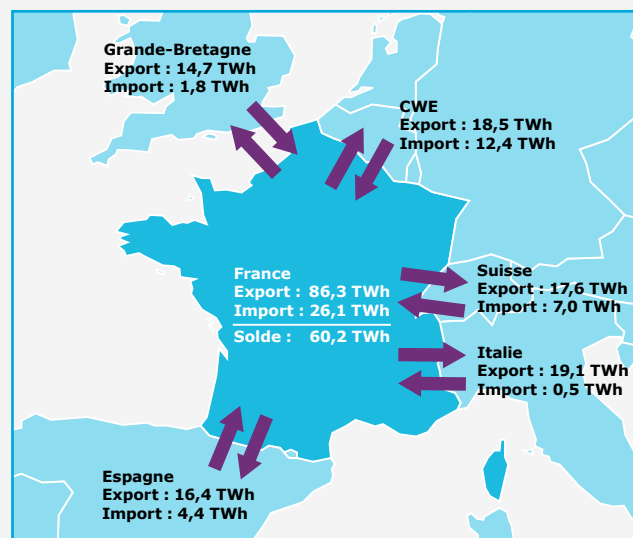 Grande-Bretagne
Export : 14,7 TWh
Import : 1,8 TWh
CWE
Export : 18,5 TWh
Import : 12,4 TWh
France
Export : 86,3 TWh
Import : 26,1 TWh
Solde : 60,2 TWh
Suisse
Export : 17,6 TWh
Import : 7,0 TWh
Italie
Export : 19,1 TWh
Import : 0,5 TWh
Espagne
Export : 16,4 TWh
Import : 4,4 TWh